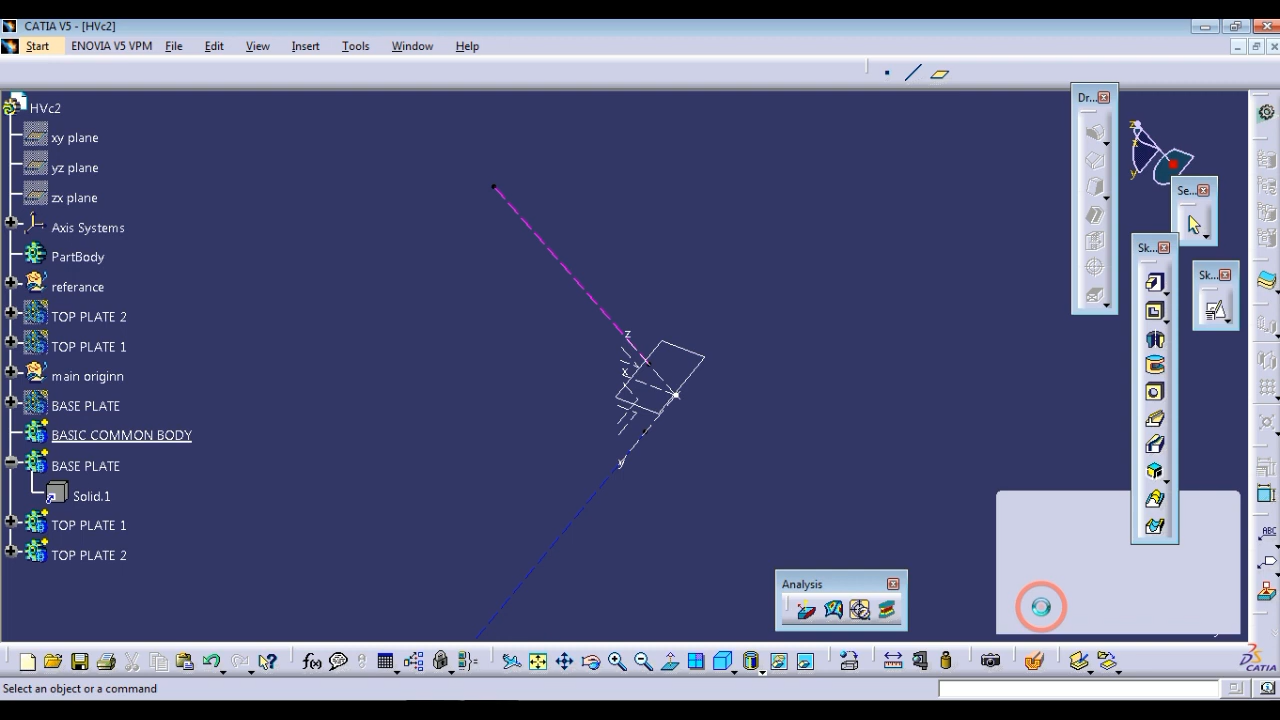 CATIA V5 - [HVc2]
Start ENOVIA V5 VPM File Edit View Insert Tools Window Help
HVc2
xy plane
yz plane
zx plane
Axis Systems
PartBody
referance
TOP PLATE 2
TOP PLATE 1
main originn
BASE PLATE
BASIC COMMON BODY
BASE PLATE
Solid.1
TOP PLATE 1
TOP PLATE 2
z
x
y
Dr...
z
x
y
Se...
Sk...
Sk...
ABC
Analysis
f(x)
DS
CATIA
Select an object or a command